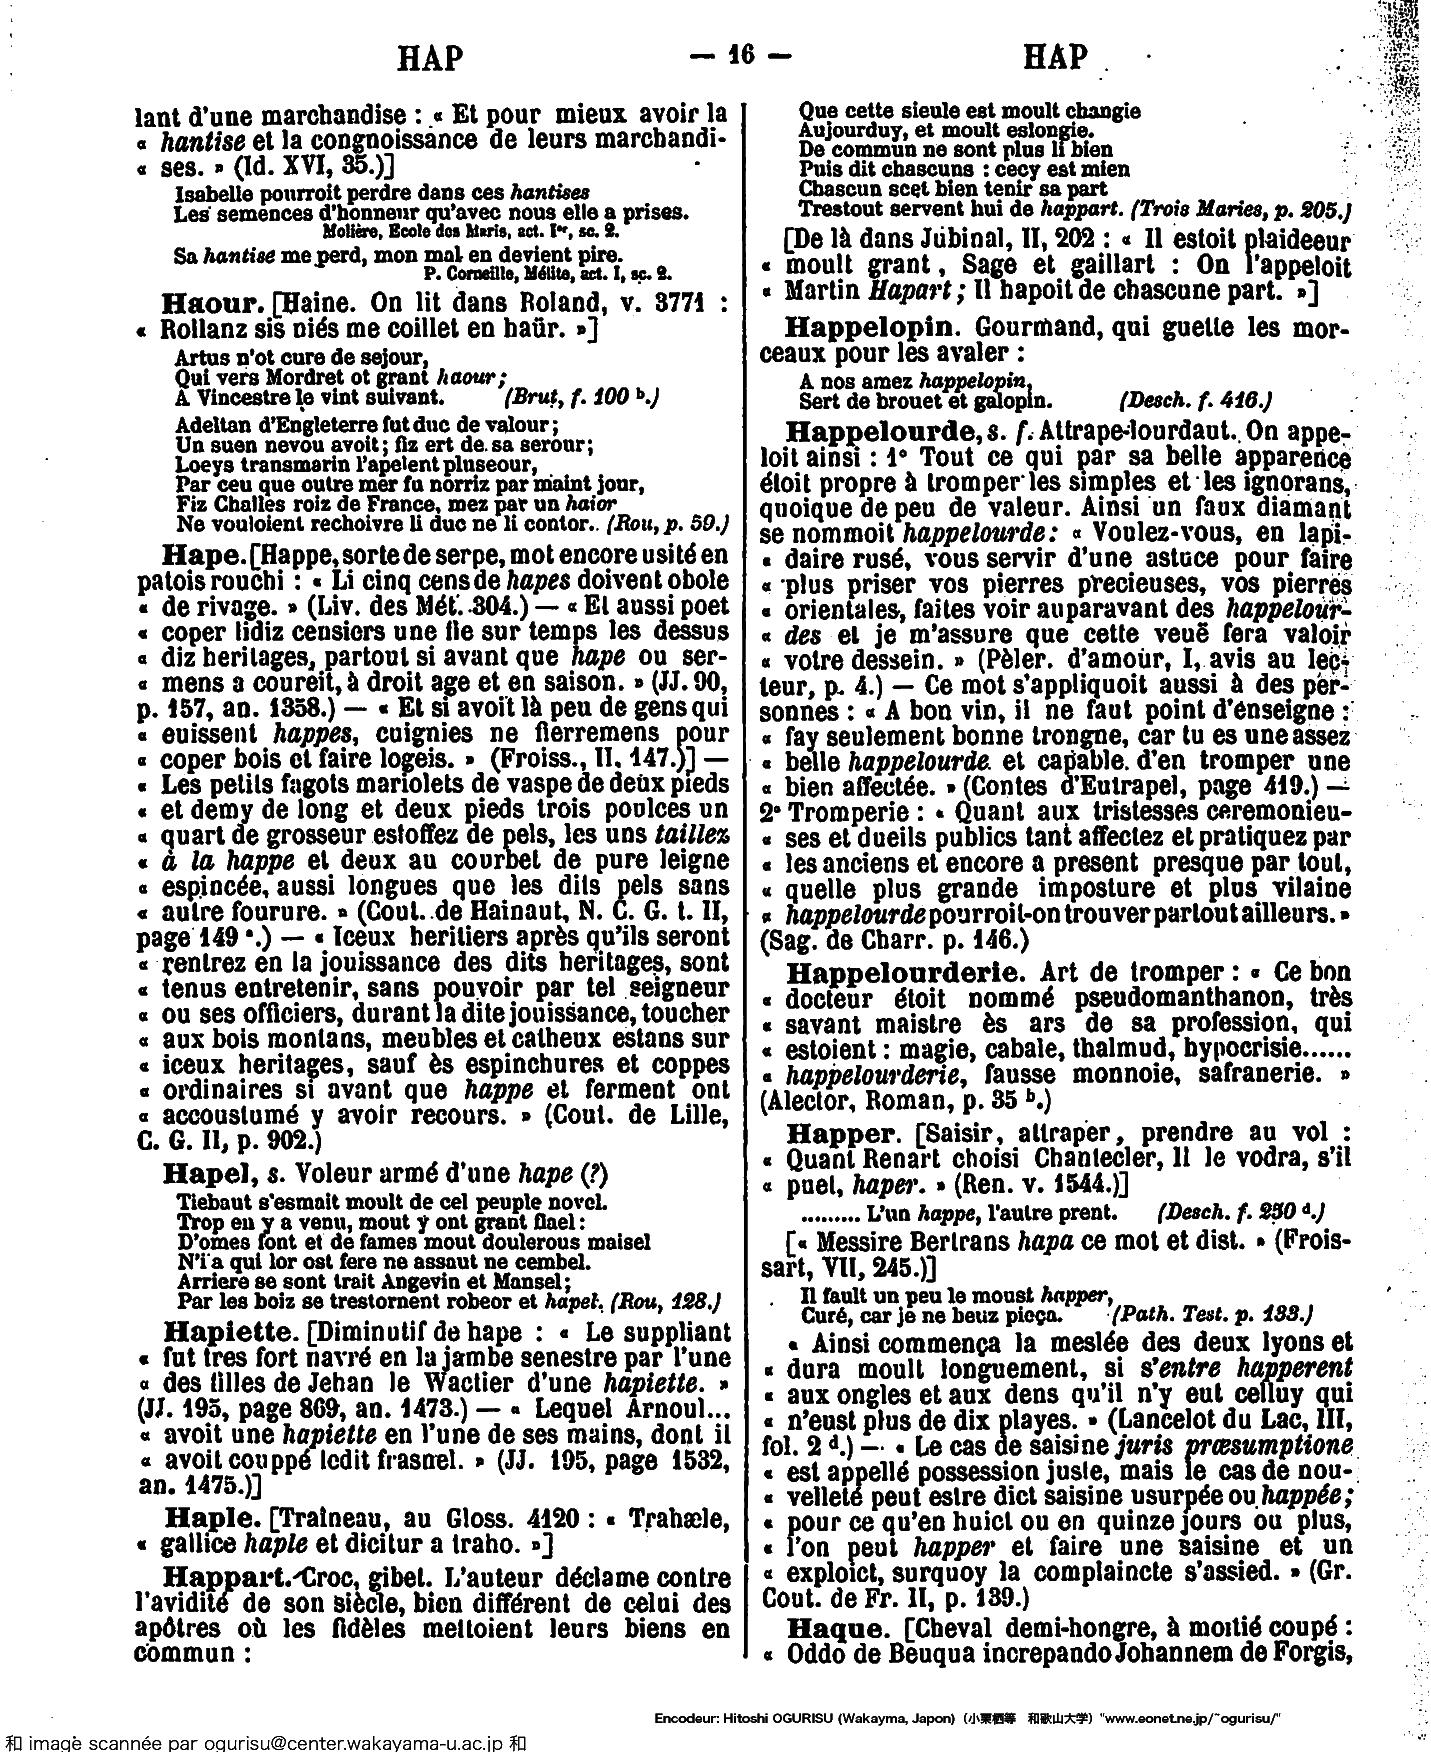 HAP — 16 — HAP
lant d'une marchandise : « Et pour mieux avoir la
« hantise et la congnoissance de leurs marchandi-
« ses. » (Id. XVI, 35.)]
Isabelle pourroit perdre dans ces hantises
Les semences d'honneur qu'avec nous elle a prises.
Molière, Ecole des Maris, act. Ier, sc. 2.
Sa hantise me perd, mon mal en devient pire.
P. Corneille, Mélite, act. I, sc. 2.
Haour. [Haine. On lit dans Roland, v. 3771 :
« Rollanz sis niés me coillet en haür. »]
Artus n'ot cure de sejour,
Qui vers Mordret ot grant haour ;
A Vincestre le vint suivant. (Brut, f. 100 b.)
Adeltan d'Engleterre fut duc de valour ;
Un suen nevou avoit ; fiz ert de sa serour ;
Loeys transmarin l'apelent pluseour,
Par ceu que outre mer fu norriz par maint jour,
Fiz Challes roiz de France, mez par un haior
Ne vouloient rechoivre li duc ne li contor. (Rou, p. 59.)
Hape. [Happe, sorte de serpe, mot encore usité en
patois rouchi : « Li cinq cens de hapes doivent obole
« de rivage. » (Liv. des Mét. 304.) — « Et aussi poet
« coper lidiz censiers une fie sur temps les dessus
« diz heritages, partout si avant que hape ou ser-
« mens a coureit, à droit age et en saison. » (JJ. 90,
p. 157, an. 1358.) — « Et si avoit là peu de gens qui
« euissent happes, cuignies ne fierremens pour
« coper bois et faire logeis. » (Froiss., II, 147.)] —
Les petits fagots mariolets de vaspe de deux pieds
« et demy de long et deux pieds trois poulces un
« quart de grosseur estoffez de pels, les uns taillez
« à la happe et deux au courbet de pure leigne
« espincée, aussi longues que les dits pels sans
« autre fourure. » (Cout. de Hainaut, N. C. G. t. II,
page 149 a.) — « Iceux heritiers après qu'ils seront
« rentrez en la jouissance des dits heritages, sont
« tenus entretenir, sans pouvoir par tel seigneur
« ou ses officiers, durant la dite jouissance, toucher
« aux bois montans, meubles et catheux estans sur
« iceux heritages, sauf ès espinchures et coppes
« ordinaires si avant que happe et ferment ont
« accoustumé y avoir recours. » (Cout. de Lille,
C. G. II, p. 902.)
Hapel, s. Voleur armé d'une hape (?)
Tiebaut s'esmait moult de cel peuple novel.
Trop en y a venu, mout y ont grant flael :
D'omes font et de fames mout doulerous maisel
N'i a qui lor ost fere ne assaut ne cembel.
Arriere se sont trait Angevin et Mansel ;
Par les boiz se trestornent robeor et hapel. (Rou, 128.)
Hapiette. [Diminutif de hape : « Le suppliant
« fut tres fort navré en la jambe senestre par l'une
« des filles de Jehan le Wactier d'une hapiette. »
(JJ. 195, page 869, an. 1473.) — « Lequel Arnoul...
« avoit une hapiette en l'une de ses mains, dont il
« avoit couppé ledit frasnel. » (JJ. 195, page 1532,
an. 1475.)]
Haple. [Traîneau, au Gloss. 4120 : « Trahæle,
« gallice haple et dicitur a traho. »]
Happart. Croc, gibet. L'auteur déclame contre
l'avidité de son siècle, bien différent de celui des
apôtres où les fidèles mettoient leurs biens en
commun :
Que cette sieule est moult changie
Aujourduy, et moult eslongie.
De commun ne sont plus li bien
Puis dit chascuns : cecy est mien
Chascun scet bien tenir sa part
Trestout servent hui de happart. (Trois Maries, p. 205.)
[De là dans Jubinal, II, 202 : « Il estoit plaideeur
« moult grant, Sage et gaillart : On l'appeloit
« Martin Hapart ; Il hapoit de chascune part. »]
Happelopin. Gourmand, qui guette les mor-
ceaux pour les avaler :
A nos amez happelopin,
Sert de brouet et galopin. (Desch. f. 416.)
Happelourde, s. f. Attrape-lourdaut. On appe-
loit ainsi : 1° Tout ce qui par sa belle apparence
étoit propre à tromper les simples et les ignorans,
quoique de peu de valeur. Ainsi un faux diamant
se nommoit happelourde : « Voulez-vous, en lapi-
« daire rusé, vous servir d'une astuce pour faire
« plus priser vos pierres precieuses, vos pierres
« orientales, faites voir auparavant des happelour-
« des et je m'assure que cette veuë fera valoir
« votre dessein. » (Pèler. d'amour, I, avis au lec-
teur, p. 4.) — Ce mot s'appliquoit aussi à des per-
sonnes : « A bon vin, il ne faut point d'enseigne :
« fay seulement bonne trongne, car tu es une assez
« belle happelourde et capable d'en tromper une
« bien affectée. » (Contes d'Eutrapel, page 419.) —
2° Tromperie : « Quant aux tristesses ceremonieu-
« ses et dueils publics tant affectez et pratiquez par
« les anciens et encore a present presque par tout,
« quelle plus grande imposture et plus vilaine
« happelourde pourroit-on trouver partout ailleurs. »
(Sag. de Charr. p. 146.)
Happelourderie. Art de tromper : « Ce bon
« docteur étoit nommé pseudomanthanon, très
« savant maistre ès ars de sa profession, qui
« estoient : magie, cabale, thalmud, hypocrisie......
« happelourderie, fausse monnoie, safranerie. »
(Alector, Roman, p. 35 b.)
Happer. [Saisir, attraper, prendre au vol :
« Quant Renart choisi Chantecler, Il le vodra, s'il
« puet, haper. » (Ren. v. 1544.)]
......... L'un happe, l'autre prent. (Desch. f. 250 d.)
[« Messire Bertrans hapa ce mot et dist. » (Frois-
sart, VII, 245.)]
Il fault un peu le moust happer,
Curé, car je ne beuz pieça. (Path. Test. p. 133.)
« Ainsi commença la meslée des deux lyons et
« dura moult longuement, si s'entre happerent
« aux ongles et aux dens qu'il n'y eut celluy qui
« n'eust plus de dix playes. » (Lancelot du Lac, III,
fol. 2 d.) — « Le cas de saisine juris præsumptione
« est appellé possession juste, mais le cas de nou-
« velleté peut estre dict saisine usurpée ou happée ;
« pour ce qu'en huict ou en quinze jours ou plus,
« l'on peut happer et faire une saisine et un
« exploict, surquoy la complaincte s'assied. » (Gr.
Cout. de Fr. II, p. 139.)
Haque. [Cheval demi-hongre, à moitié coupé :
« Oddo de Beuqua increpando Johannem de Forgis,
Encodeur: Hitoshi OGURISU (Wakayma, Japon) (小栗栖等 和歌山大学) "www.eonet.ne.jp/~ogurisu/"
和 image scannée par ogurisu@center.wakayama-u.ac.jp 和